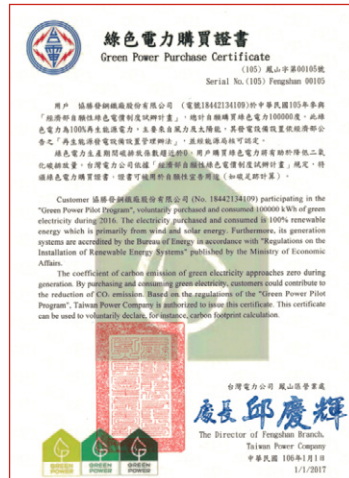 綠色電力購買證書
Green Power Purchase Certificate
(105) 鳳山字第00105號
Serial No. (105) Fengshan 00105
用戶 協勝發鋼鐵廠股份有限公司 (電號18442134109)於中華民國105年參與
「經濟部自願性綠色電價制度試辦計畫」,總計自願購買綠色電力100000度,此綠
色電力為100%再生能源電力,主要來自風力及太陽能,其發電設備設置依經濟部公
告之「再生能源發電設備設置管理辦法」,並經能源局核可認定。
綠色電力生產期間碳排放係數趨近於0,用戶購買綠色電力將有助於降低二氧
化碳排放量,台灣電力公司依據「經濟部自願性綠色電價制度試辦計畫」規定,特
頒綠色電力購買證書,證書可被用於自願性宣告用途(如碳足跡計算)。
Customer 協勝發鋼鐵廠股份有限公司 (No. 18442134109) participating in the
"Green Power Pilot Program", voluntarily purchased and consumed 100000 kWh of green
electricity during 2016. The electricity purchased and consumed is 100% renewable
energy which is primarily from wind and solar energy. Furthermore, its generation
systems are accredited by the Bureau of Energy in accordance with "Regulations on the
Installation of Renewable Energy Systems" published by the Ministry of Economic
Affairs.
The coefficient of carbon emission of green electricity approaches zero during
generation. By purchasing and consuming green electricity, customers could contribute to
the reduction of CO₂ emission. Based on the regulations of the "Green Power Pilot
Program", Taiwan Power Company is authorized to issue this certificate. This certificate
can be used to voluntarily declare, for instance, carbon footprint calculation.
台灣電力公司 鳳山區營業處
處長 邱慶輝
The Director of Fengshan Branch,
Taiwan Power Company
中華民國 106年1月1日
1/1/2017
GREEN POWER
GREEN POWER
GREEN POWER